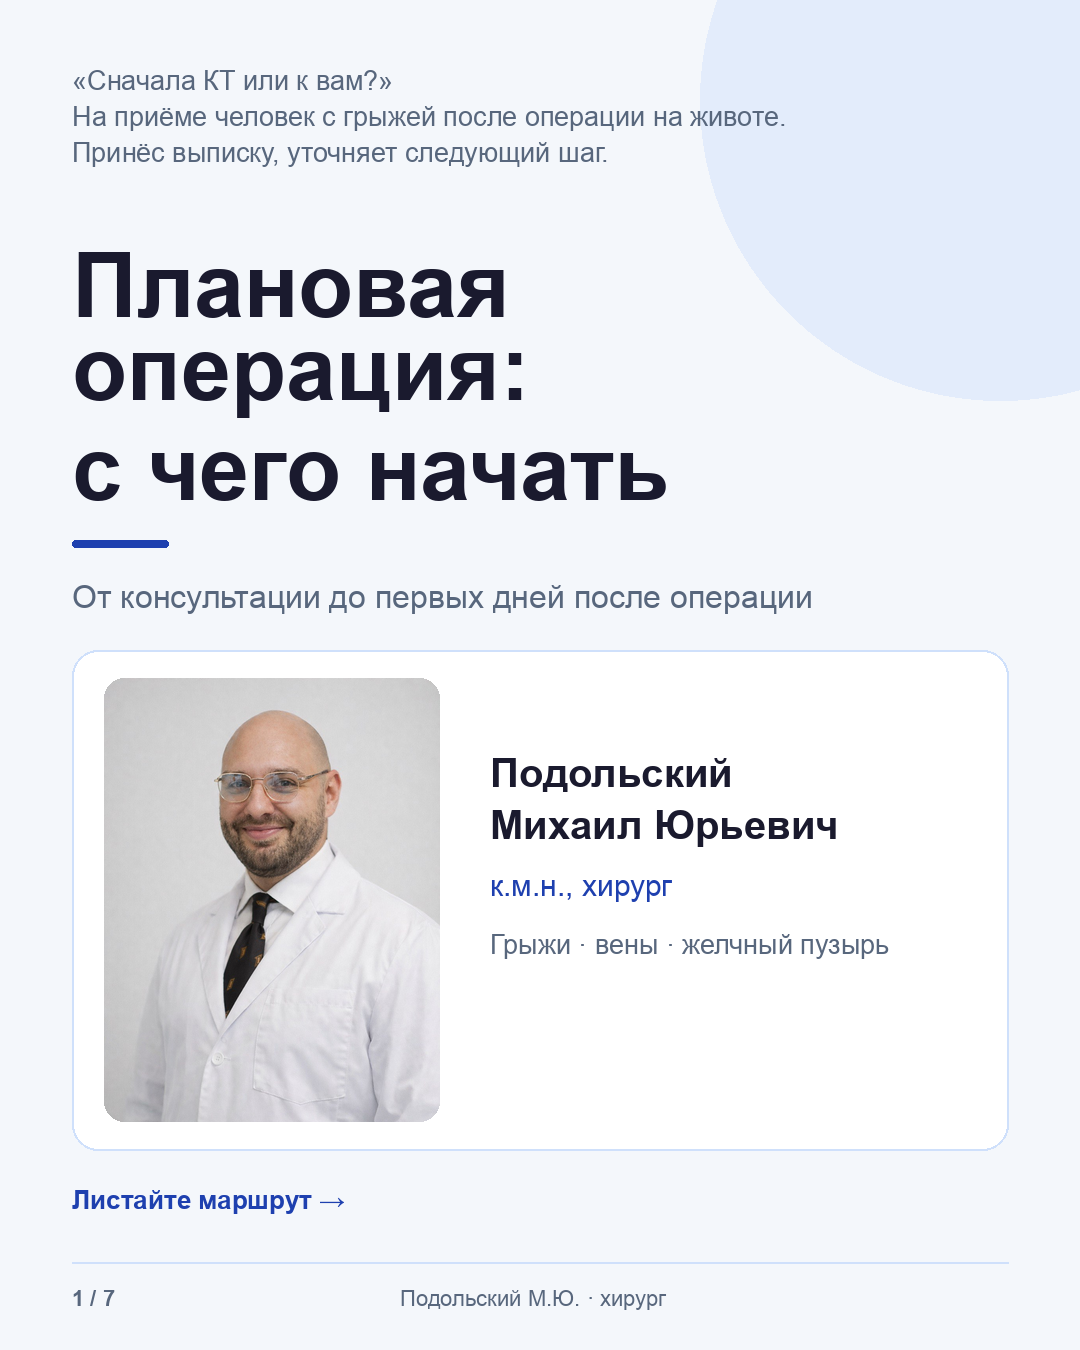 «Сначала КТ или к вам?»
На приёме человек с грыжей после операции на животе.
Принёс выписку, уточняет следующий шаг.
Плановая
операция:
с чего начать
От консультации до первых дней после операции
Подольский
Михаил Юрьевич
к.м.н., хирург
Грыжи · вены · желчный пузырь
Листайте маршрут →
1 / 7
Подольский М.Ю. · хирург